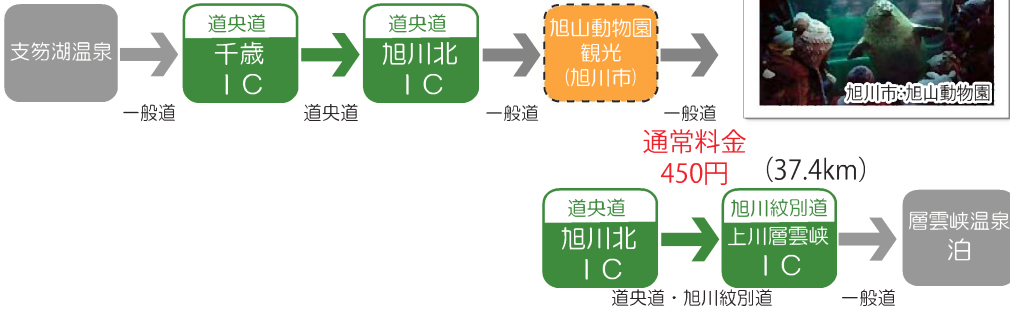 支笏湖温泉
一般道
道央道
千歳
IC
道央道
道央道
旭川北
IC
一般道
旭山動物園
観光
(旭川市)
一般道
旭川市:旭山動物園
通常料金
450円
(37.4km)
道央道
旭川北
IC
道央道・旭川紋別道
旭川紋別道
上川層雲峡
IC
一般道
層雲峡温泉
泊